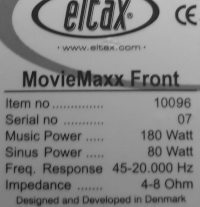 eltax®
CE
· www.eltax.com ·
MovieMaxx Front
Item no ............. 10096
Serial no ........... 07
Music Power ..... 180 Watt
Sinus Power ..... 80 Watt
Freq. Response 45-20.000 Hz
Impedance ....... 4-8 Ohm
Designed and Developed in Denmark